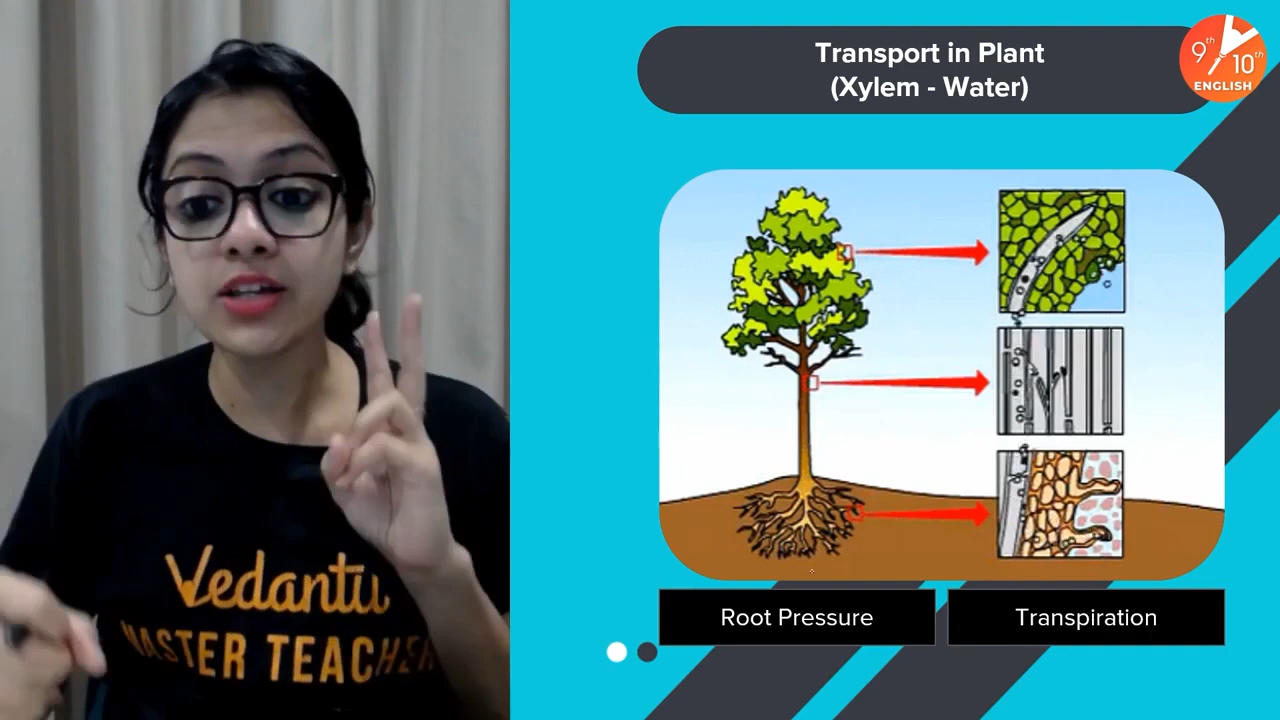 Transport in Plant
(Xylem - Water)
9th
10th
ENGLISH
Root Pressure
Transpiration
Vedantu
MASTER TEACHER